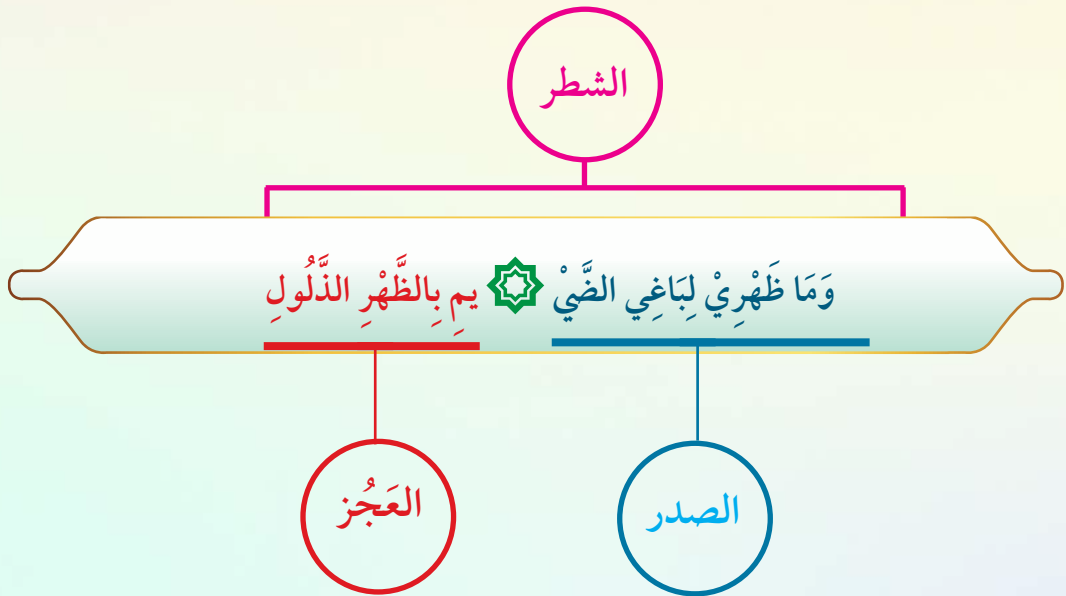 الشطر
وَمَا ظَهْرِيْ لِبَاغِي الضَّيْ يمِ بِالظَّهْرِ الذَّلُولِ
العَجُز
الصدر